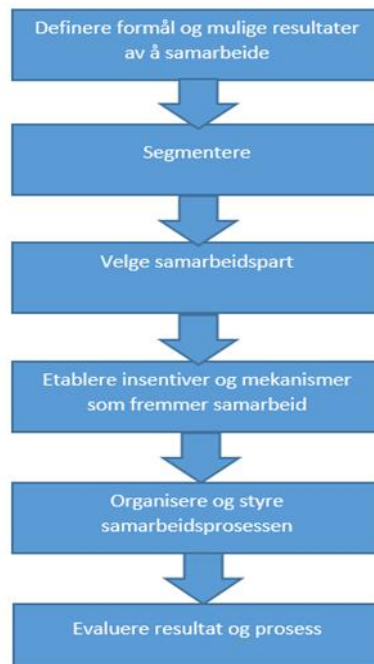 Definere formål og mulige resultater
av å samarbeide
Segmentere
Velge samarbeidspart
Etablere insentiver og mekanismer
som fremmer samarbeid
Organisere og styre
samarbeidsprosessen
Evaluere resultat og prosess